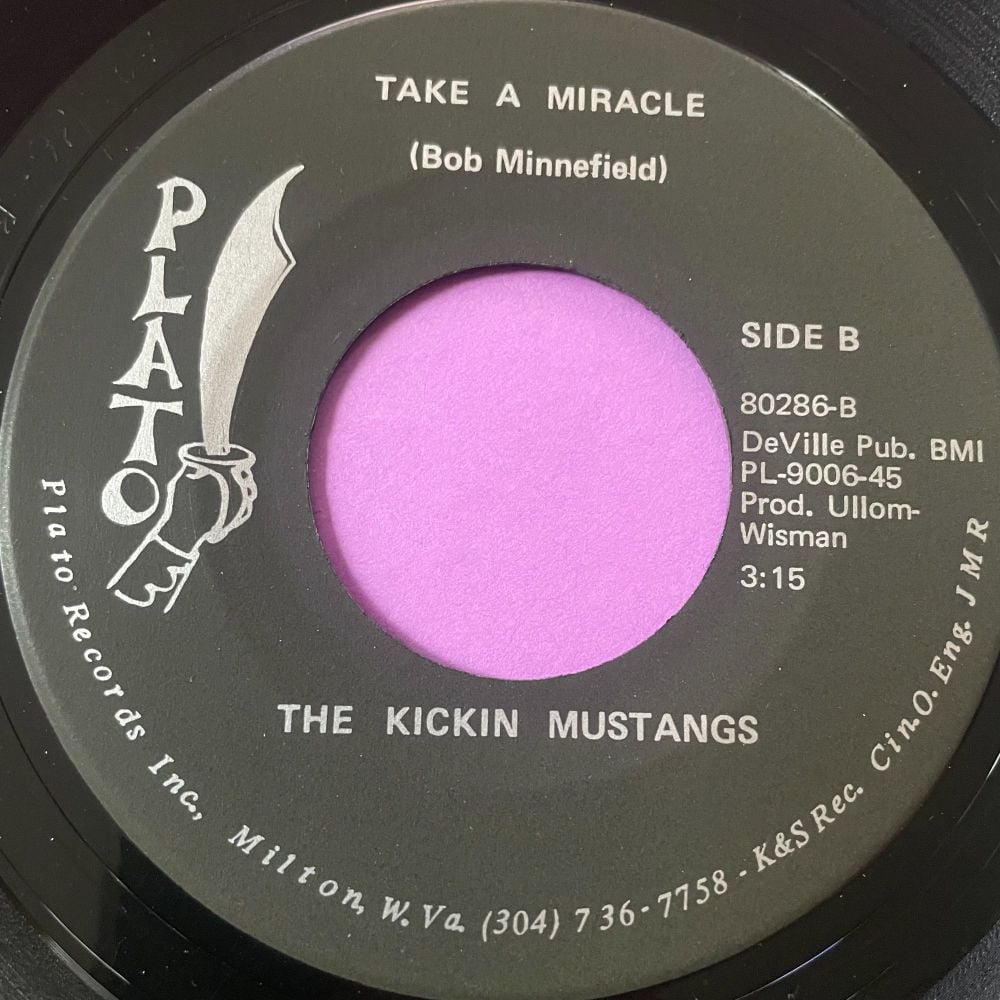 TAKE A MIRACLE
(Bob Minnefield)
PLATO
SIDE B
80286-B
DeVille Pub. BMI
PL-9006-45
Prod. Ullom-
Wisman
3:15
THE KICKIN MUSTANGS
Plato Records Inc., Milton, W. Va. (304) 736-7758 - K&S Rec. Cin. O. Eng. JMR